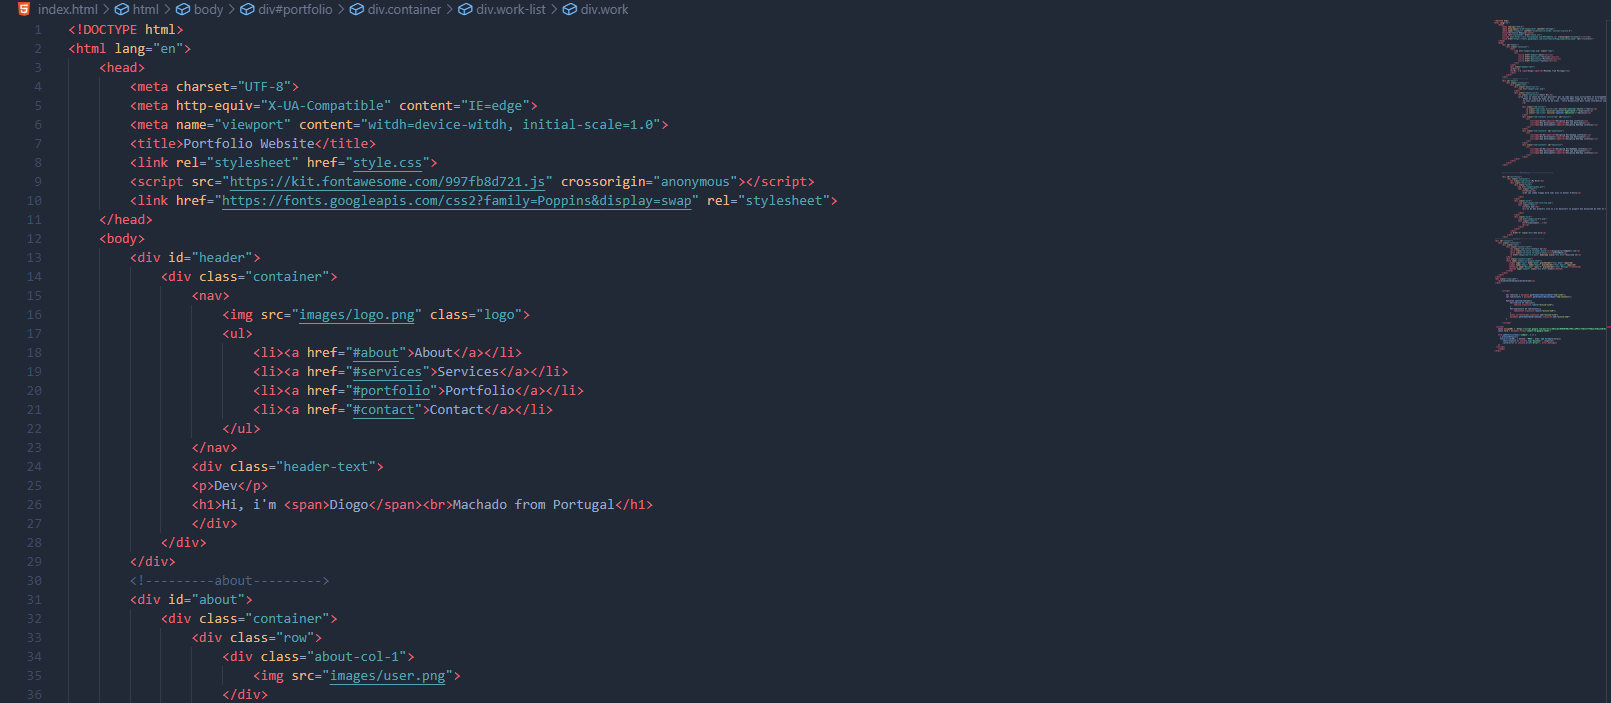 index.html > html > body > div#portfolio > div.container > div.work-list > div.work
1 <!DOCTYPE html>
2 <html lang="en">
3 <head>
4 <meta charset="UTF-8">
5 <meta http-equiv="X-UA-Compatible" content="IE=edge">
6 <meta name="viewport" content="witdh=device-witdh, initial-scale=1.0">
7 <title>Portfolio Website</title>
8 <link rel="stylesheet" href="style.css">
9 <script src="https://kit.fontawesome.com/997fb8d721.js" crossorigin="anonymous"></script>
10 <link href="https://fonts.googleapis.com/css2?family=Poppins&display=swap" rel="stylesheet">
11 </head>
12 <body>
13 <div id="header">
14 <div class="container">
15 <nav>
16 <img src="images/logo.png" class="logo">
17 <ul>
18 <li><a href="#about">About</a></li>
19 <li><a href="#services">Services</a></li>
20 <li><a href="#portfolio">Portfolio</a></li>
21 <li><a href="#contact">Contact</a></li>
22 </ul>
23 </nav>
24 <div class="header-text">
25 <p>Dev</p>
26 <h1>Hi, i'm <span>Diogo</span><br>Machado from Portugal</h1>
27 </div>
28 </div>
29 </div>
30 <!---------about--------->
31 <div id="about">
32 <div class="container">
33 <div class="row">
34 <div class="about-col-1">
35 <img src="images/user.png">
36 </div>